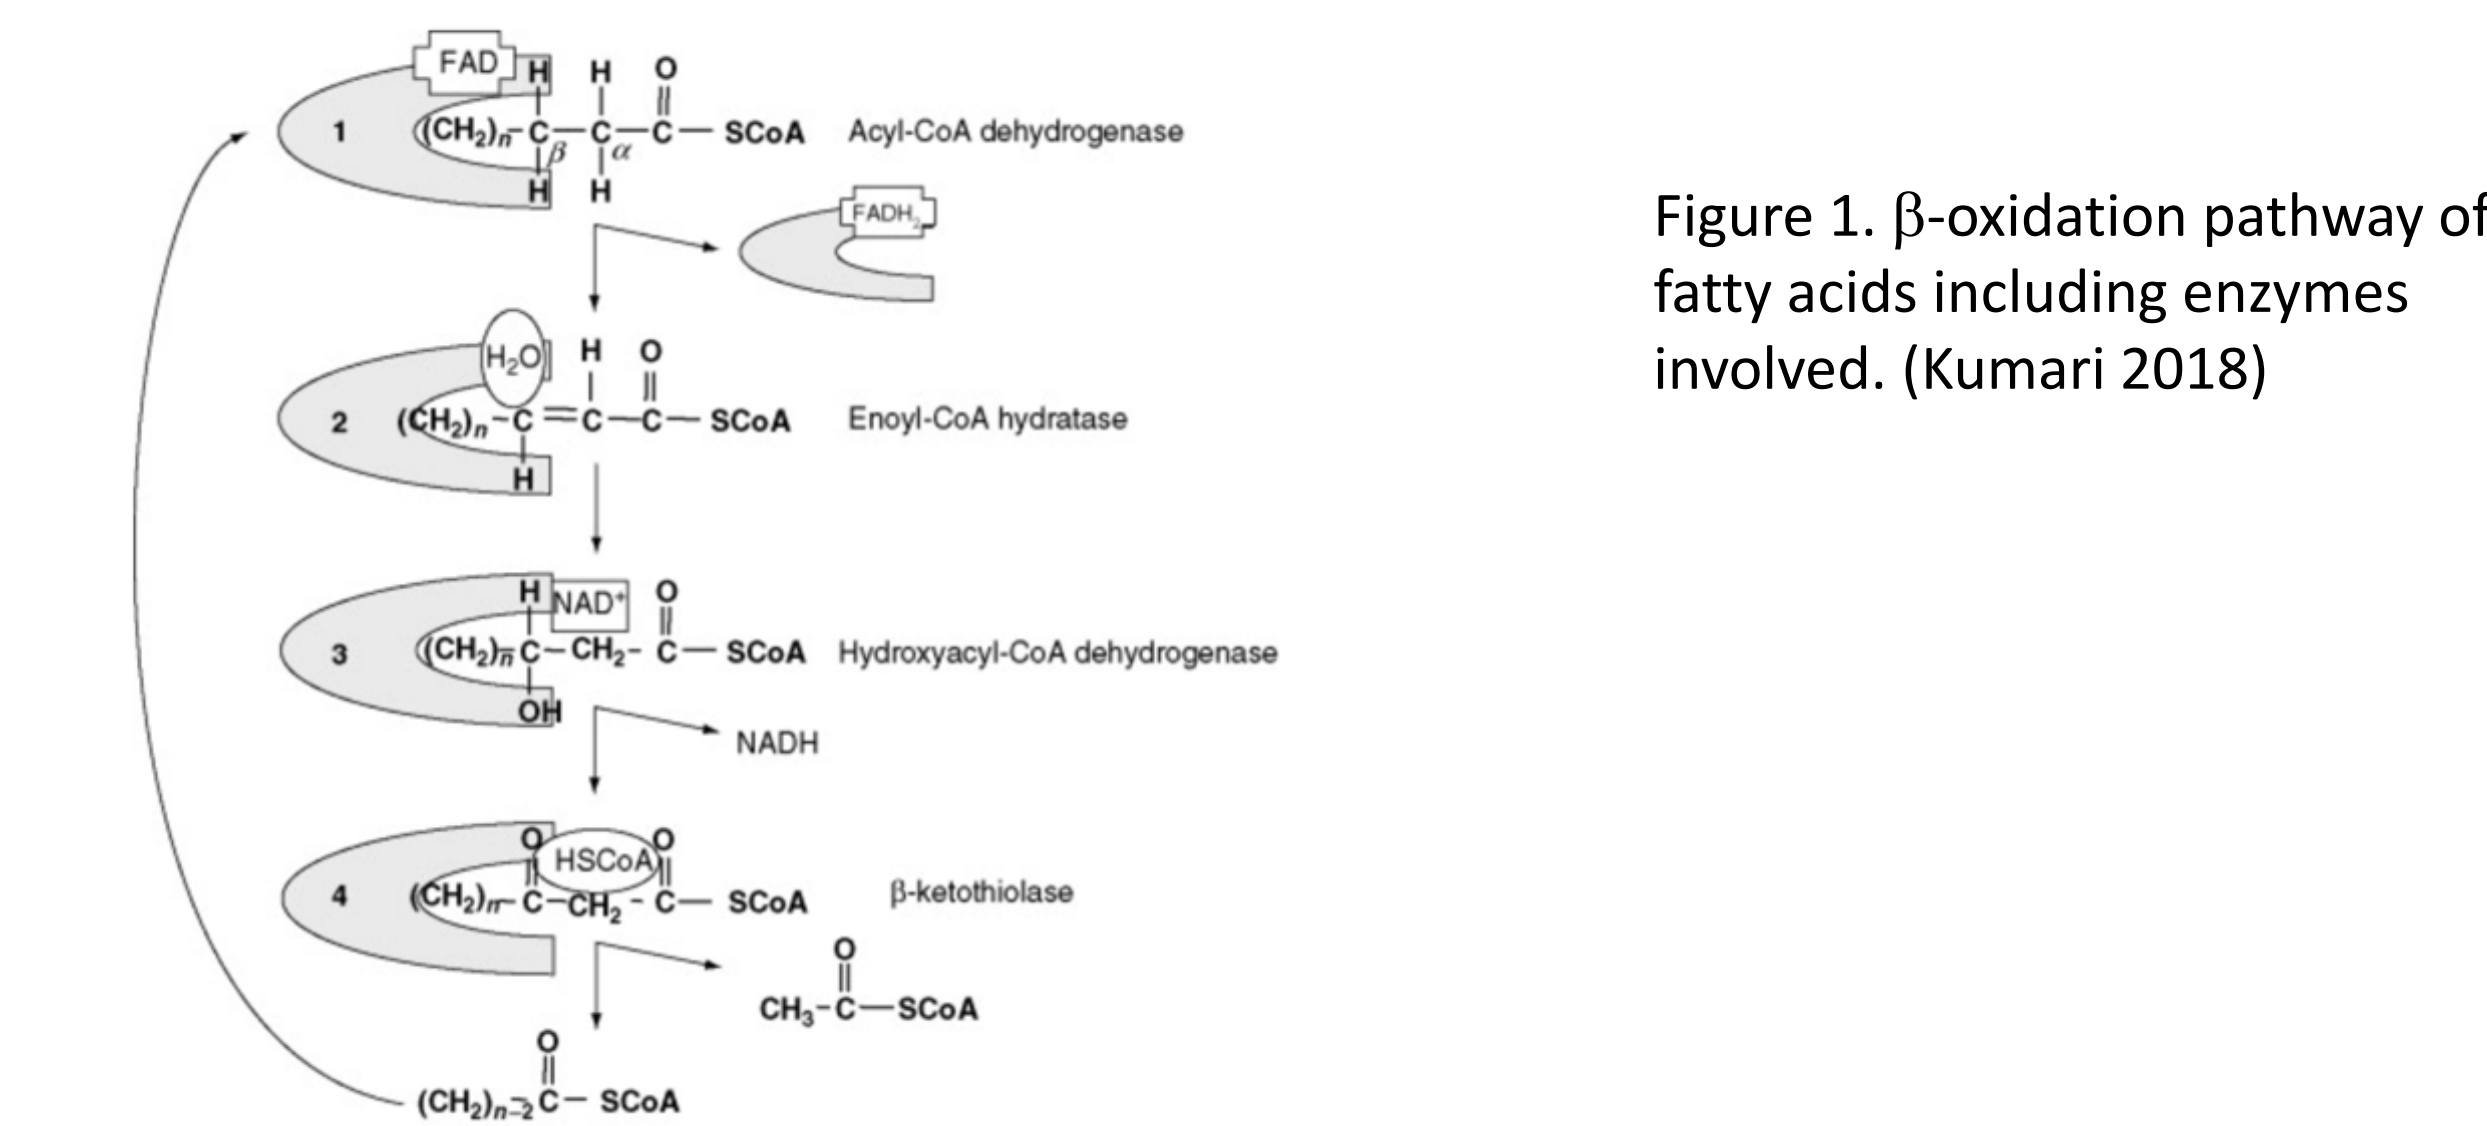 FAD
H H O
1 (CH₂)ₙ–C—C—C—SCoA Acyl-CoA dehydrogenase
β α
H H
FADH₂
H₂O H O
2 (CH₂)ₙ–C=C–C–SCoA Enoyl-CoA hydratase
H
H NAD⁺ O
3 (CH₂)ₙ C–CH₂- C—SCoA Hydroxyacyl-CoA dehydrogenase
OH
NADH
O HSCoA O
4 (CH₂)ₙ–C–CH₂-C—SCoA β-ketothiolase
O
CH₃-C—SCoA
O
(CH₂)ₙ₋₂C–SCoA
Figure 1. β-oxidation pathway of
fatty acids including enzymes
involved. (Kumari 2018)